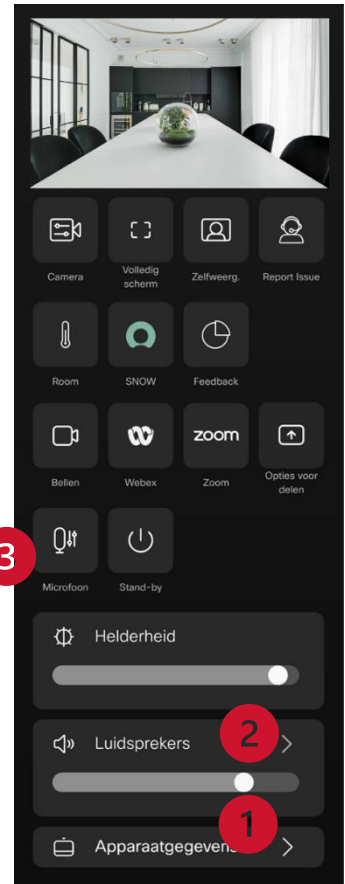 Camera
Volledig
scherm
Zelfweerg.
Report Issue
Room
SNOW
Feedback
Bellen
zoom
Webex
Zoom
Opties voor
delen
3
Microfoon
Stand-by
Helderheid
Luidsprekers
2
1
Apparaatgegevens